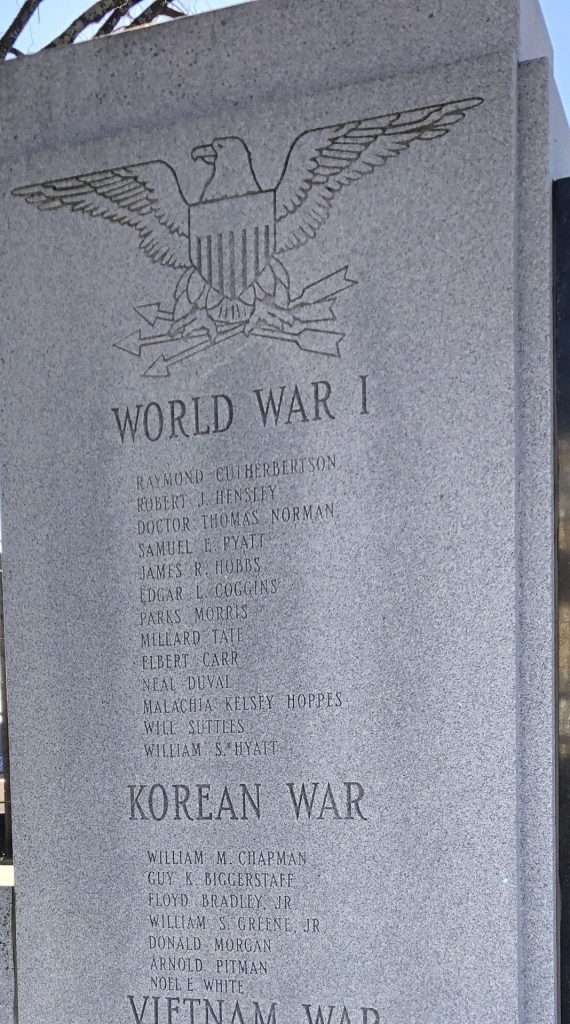 WORLD WAR I
RAYMOND CUTHERBERTSON
ROBERT J. HENSLEY
DOCTOR THOMAS NORMAN
SAMUEL E. PYATT
JAMES R. HOBBS
EDGAR L. COGGINS
PARKS MORRIS
MILLARD TATE
ELBERT CARR
NEAL DUVAL
MALACHIA KELSEY HOPPES
WILL SUTTLES
WILLIAM S. HYATT
KOREAN WAR
WILLIAM M. CHAPMAN
GUY K. BIGGERSTAFF
FLOYD BRADLEY, JR
WILLIAM S. GREENE, JR
DONALD MORGAN
ARNOLD PITMAN
NOEL E. WHITE
VIETNAM WAR